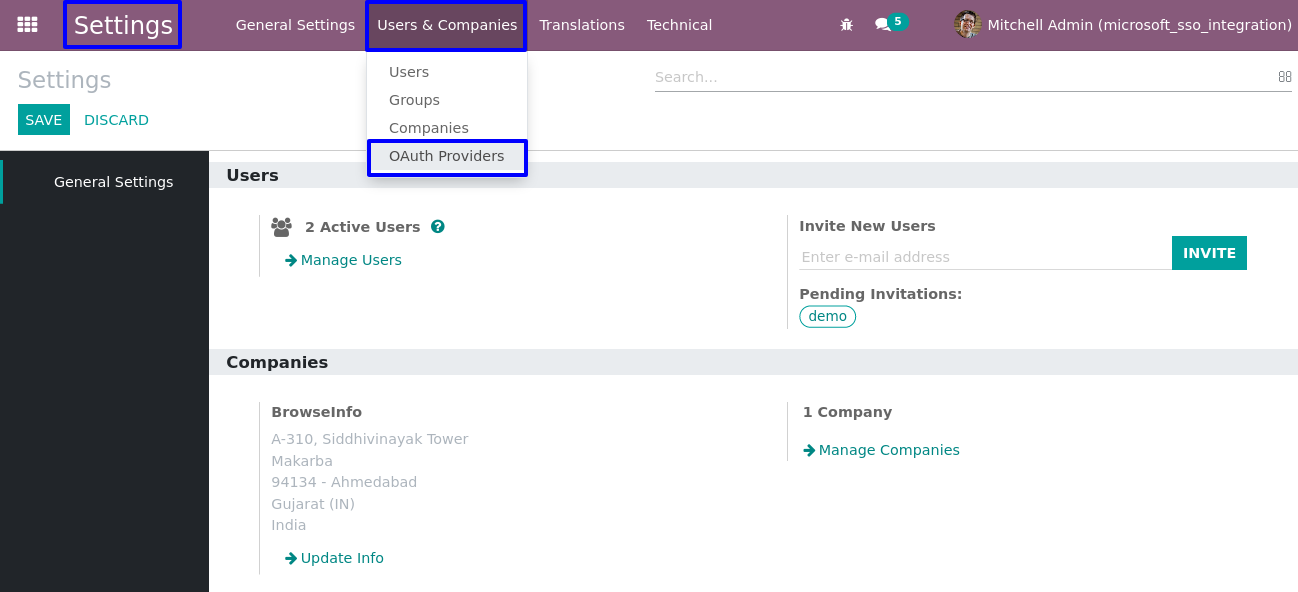 Settings General Settings Users & Companies Translations Technical 5 Mitchell Admin (microsoft_sso_integration)
Settings
Search...
SAVE DISCARD
Users
Groups
Companies
OAuth Providers
General Settings
Users
2 Active Users ?
Manage Users
Invite New Users
Enter e-mail address
INVITE
Pending Invitations:
demo
Companies
BrowseInfo
A-310, Siddhivinayak Tower
Makarba
94134 - Ahmedabad
Gujarat (IN)
India
Update Info
1 Company
Manage Companies